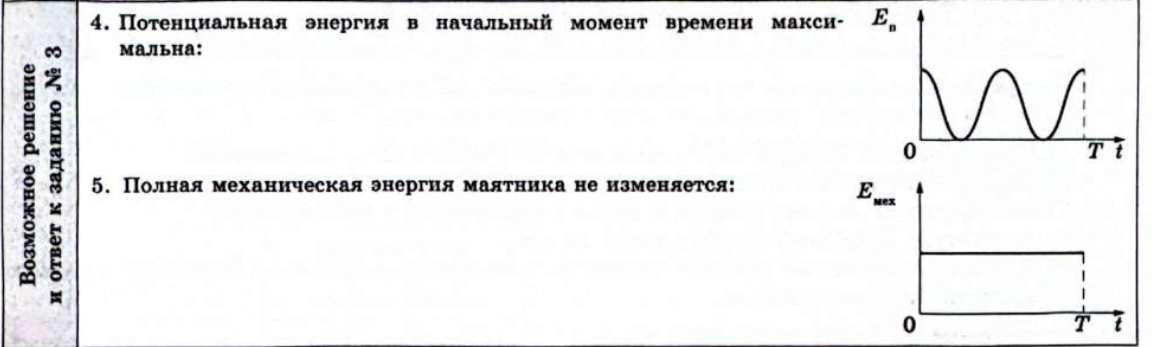 Возможное решение
и ответ к заданию № 3
4. Потенциальная энергия в начальный момент времени макси-
мальна:
Eп
0
T t
5. Полная механическая энергия маятника не изменяется:
Eмех
0
T t